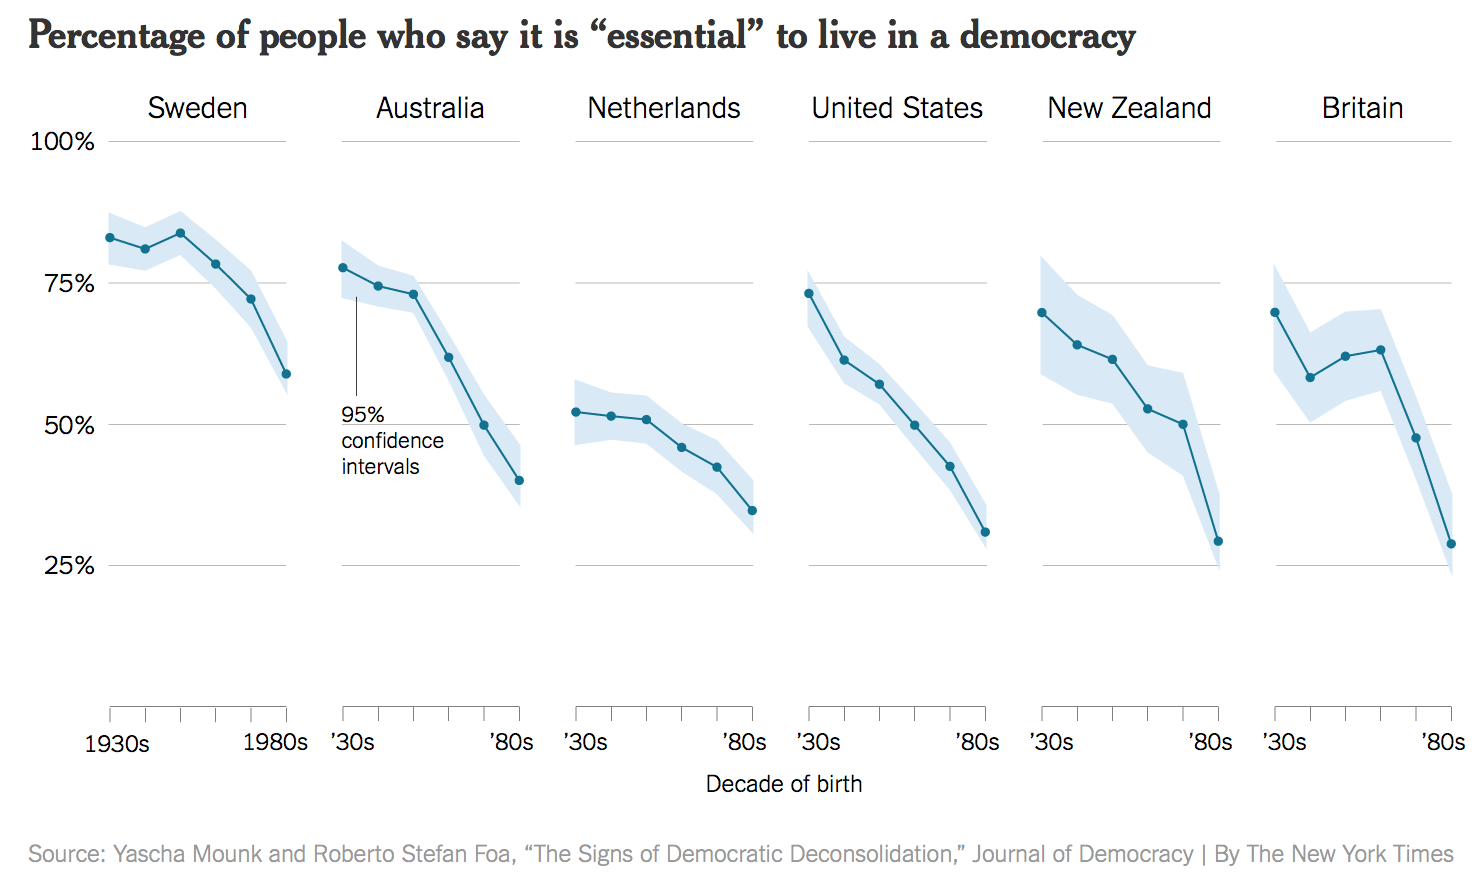 Percentage of people who say it is “essential” to live in a democracy
Sweden
Australia
Netherlands
United States
New Zealand
Britain
100%
75%
50%
25%
95%
confidence
intervals
1930s
1980s
’30s
’80s
’30s
’80s
’30s
’80s
’30s
’80s
’30s
’80s
Decade of birth
Source: Yascha Mounk and Roberto Stefan Foa, “The Signs of Democratic Deconsolidation,” Journal of Democracy | By The New York Times